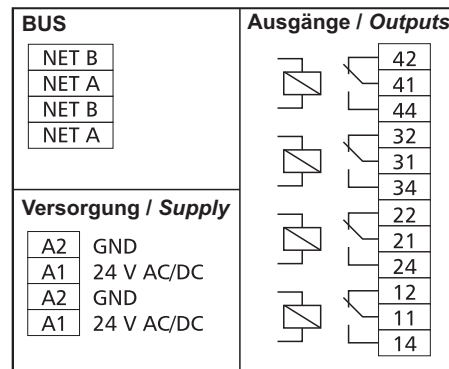 BUS
NET B
NET A
NET B
NET A
Versorgung / Supply
A2 GND
A1 24 V AC/DC
A2 GND
A1 24 V AC/DC
Ausgänge / Outputs
42
41
44
32
31
34
22
21
24
12
11
14